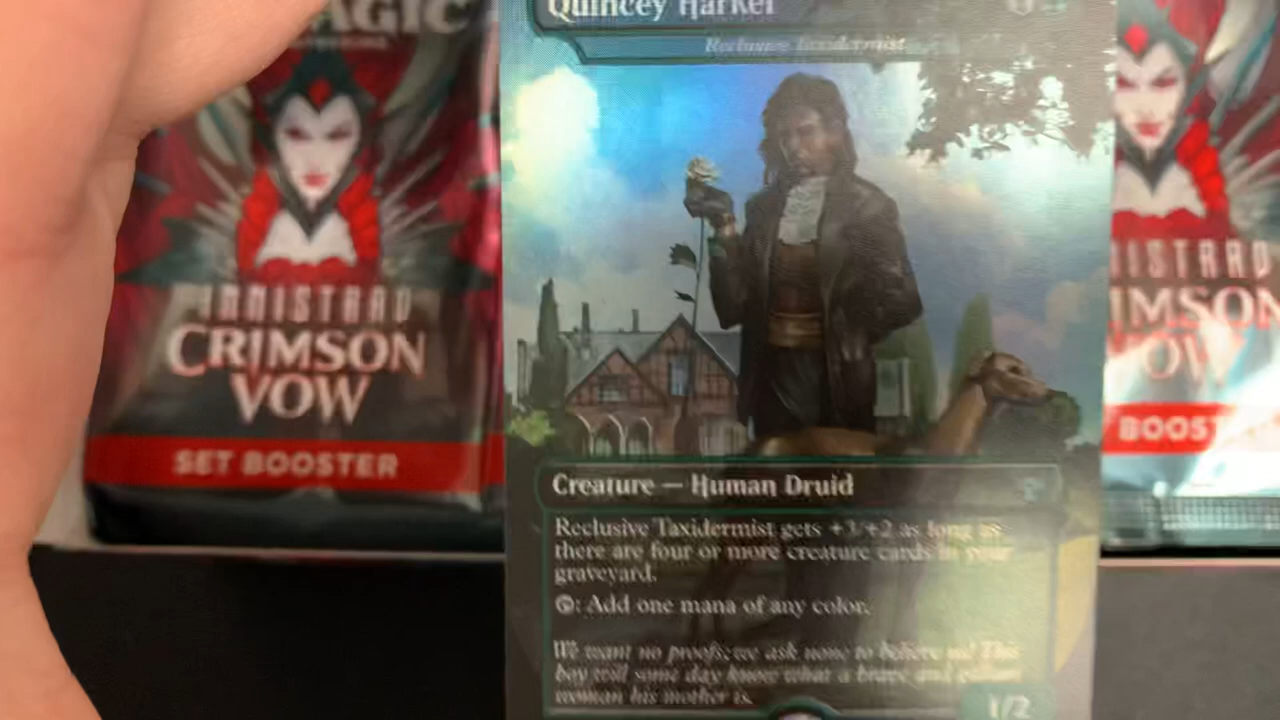 MAGIC
Quincey Harker
Reclusive Taxidermist
INNISTRAD
CRIMSON
VOW
SET BOOSTER
Creature — Human Druid
Reclusive Taxidermist gets +3/+2 as long as
there are four or more creature cards in your
graveyard.
: Add one mana of any color.
We want no proofs; we ask none to believe us! This
boy will some day know what a brave and gallant
woman his mother is.
1/2
NISTRAD
IMSON
VOW
BOOST